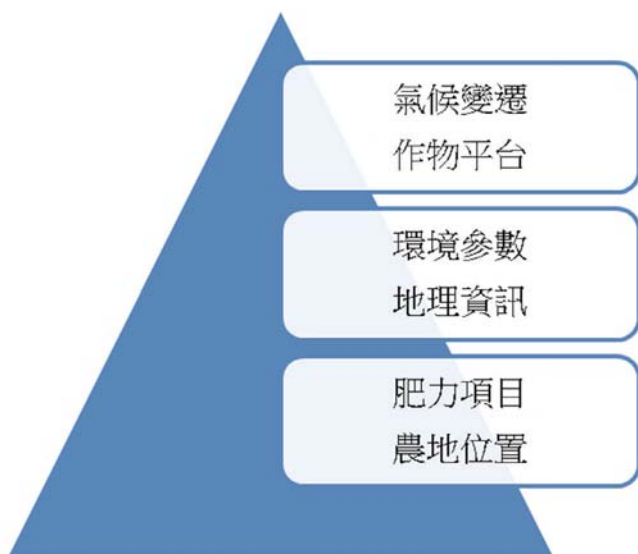 氣候變遷
作物平台
環境參數
地理資訊
肥力項目
農地位置